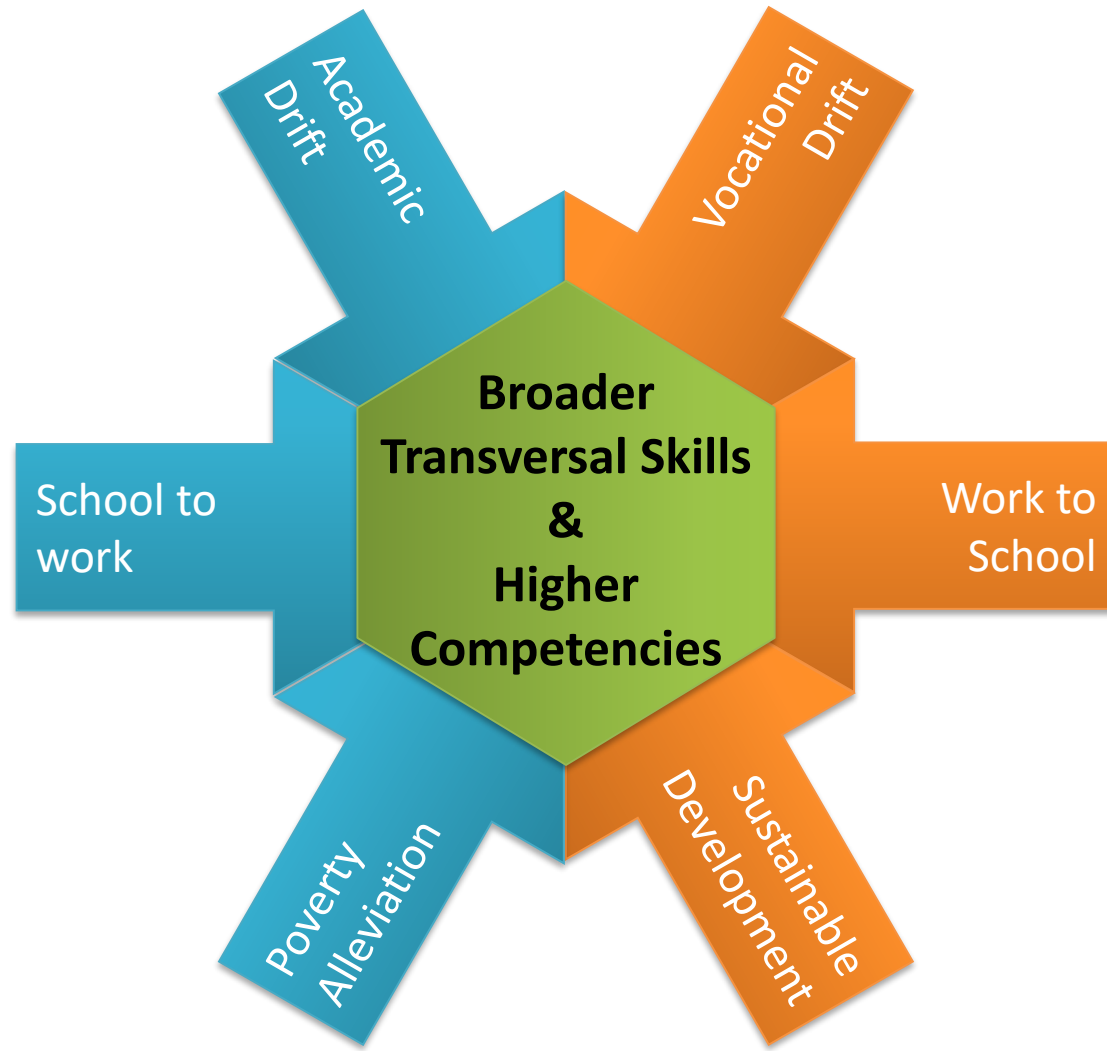 Academic
Drift
Vocational
Drift
Broader
Transversal Skills
&
Higher
Competencies
School to
work
Work to
School
Poverty
Alleviation
Sustainable
Development